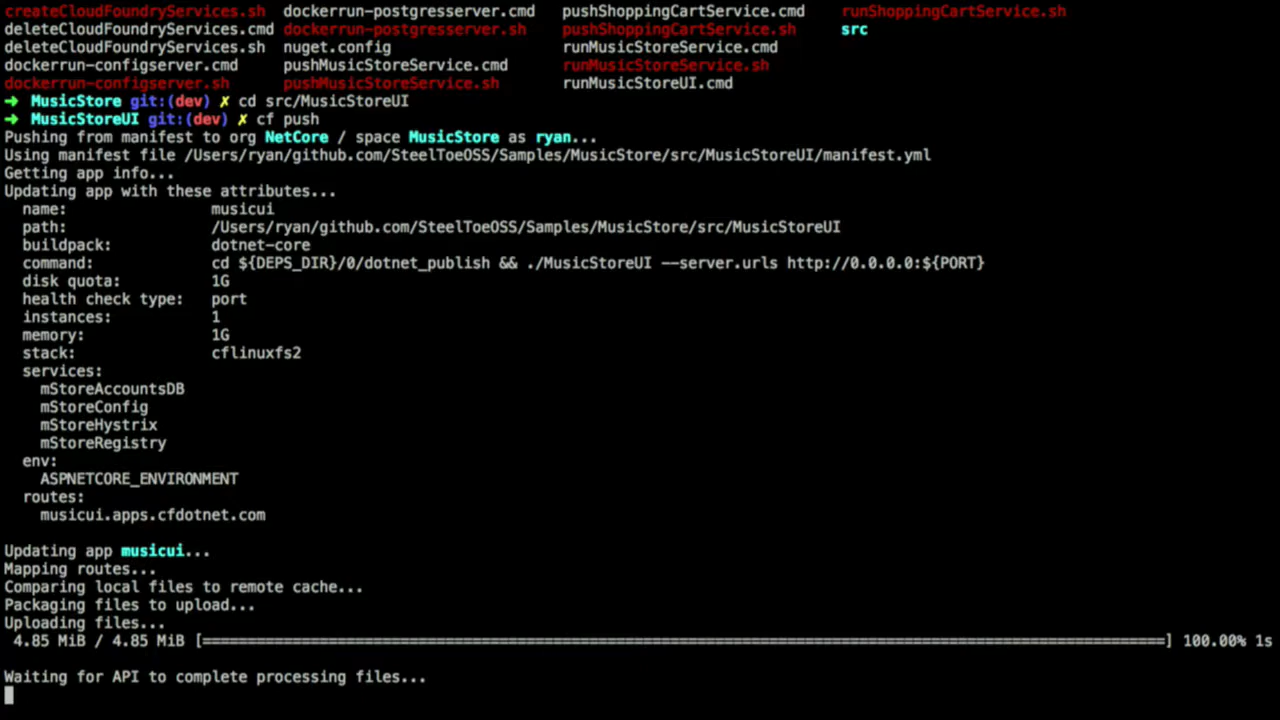 createCloudFoundryServices.sh dockerrun-postgresserver.cmd pushShoppingCartService.cmd runShoppingCartService.sh
deleteCloudFoundryServices.cmd dockerrun-postgresserver.sh pushShoppingCartService.sh src
deleteCloudFoundryServices.sh nuget.config runMusicStoreService.cmd
dockerrun-configserver.cmd pushMusicStoreService.cmd runMusicStoreService.sh
dockerrun-configserver.sh pushMusicStoreService.sh runMusicStoreUI.cmd
→ MusicStore git:(dev) ✗ cd src/MusicStoreUI
→ MusicStoreUI git:(dev) ✗ cf push
Pushing from manifest to org NetCore / space MusicStore as ryan...
Using manifest file /Users/ryan/github.com/SteelToeOSS/Samples/MusicStore/src/MusicStoreUI/manifest.yml
Getting app info...
Updating app with these attributes...
name: musicui
path: /Users/ryan/github.com/SteelToeOSS/Samples/MusicStore/src/MusicStoreUI
buildpack: dotnet-core
command: cd ${DEPS_DIR}/0/dotnet_publish && ./MusicStoreUI --server.urls http://0.0.0.0:${PORT}
disk quota: 1G
health check type: port
instances: 1
memory: 1G
stack: cflinuxfs2
services:
mStoreAccountsDB
mStoreConfig
mStoreHystrix
mStoreRegistry
env:
ASPNETCORE_ENVIRONMENT
routes:
musicui.apps.cfdotnet.com
Updating app musicui...
Mapping routes...
Comparing local files to remote cache...
Packaging files to upload...
Uploading files...
4.85 MiB / 4.85 MiB [==========================================================================================================] 100.00% 1s
Waiting for API to complete processing files...